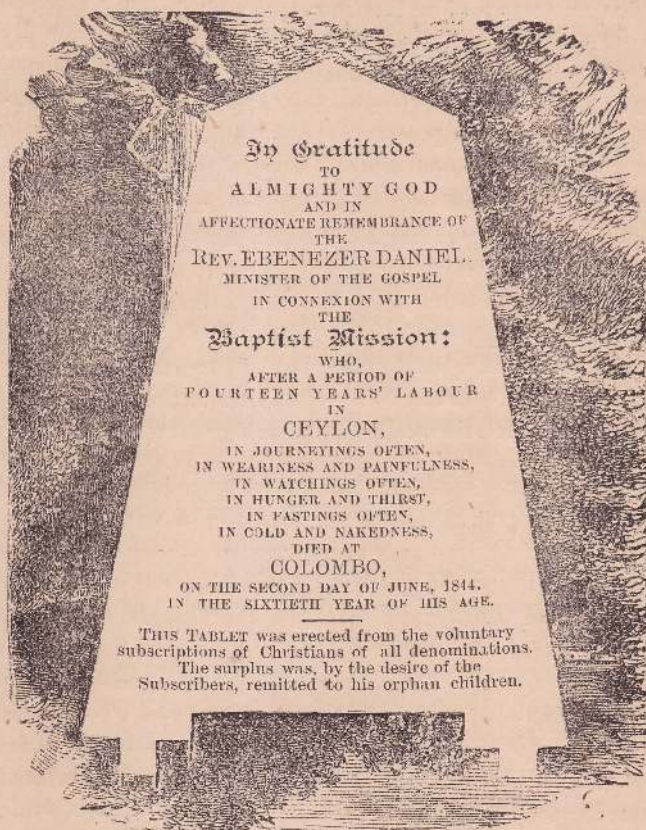 In Gratitude
TO
ALMIGHTY GOD
AND IN
AFFECTIONATE REMEMBRANCE OF
THE
REV. EBENEZER DANIEL.
MINISTER OF THE GOSPEL
IN CONNEXION WITH
THE
Baptist Mission:
WHO,
AFTER A PERIOD OF
FOURTEEN YEARS' LABOUR
IN
CEYLON,
IN JOURNEYINGS OFTEN,
IN WEARINESS AND PAINFULNESS,
IN WATCHINGS OFTEN,
IN HUNGER AND THIRST,
IN FASTINGS OFTEN,
IN COLD AND NAKEDNESS,
DIED AT
COLOMBO,
ON THE SECOND DAY OF JUNE, 1844.
IN THE SIXTIETH YEAR OF HIS AGE.
THIS TABLET was erected from the voluntary
subscriptions of Christians of all denominations.
The surplus was, by the desire of the
Subscribers, remitted to his orphan children.